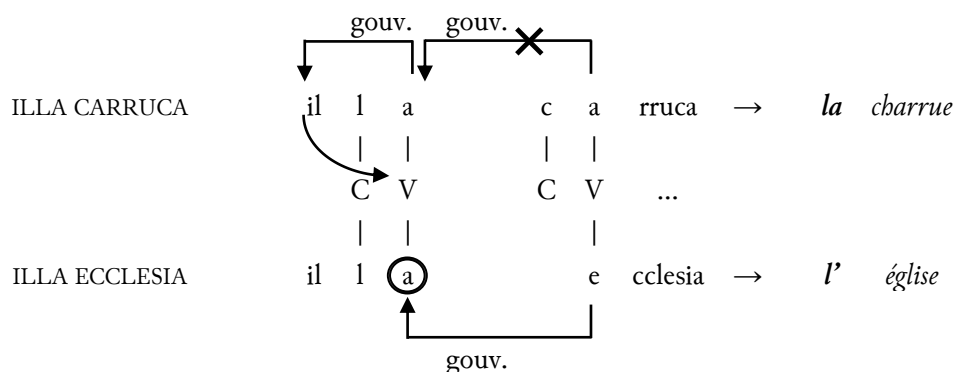 gouv. gouv.
ILLA CARRUCA il l a c a rruca → la charrue
| | | |
C V C V ...
| | |
ILLA ECCLESIA il l a e cclesia → l’ église
gouv.